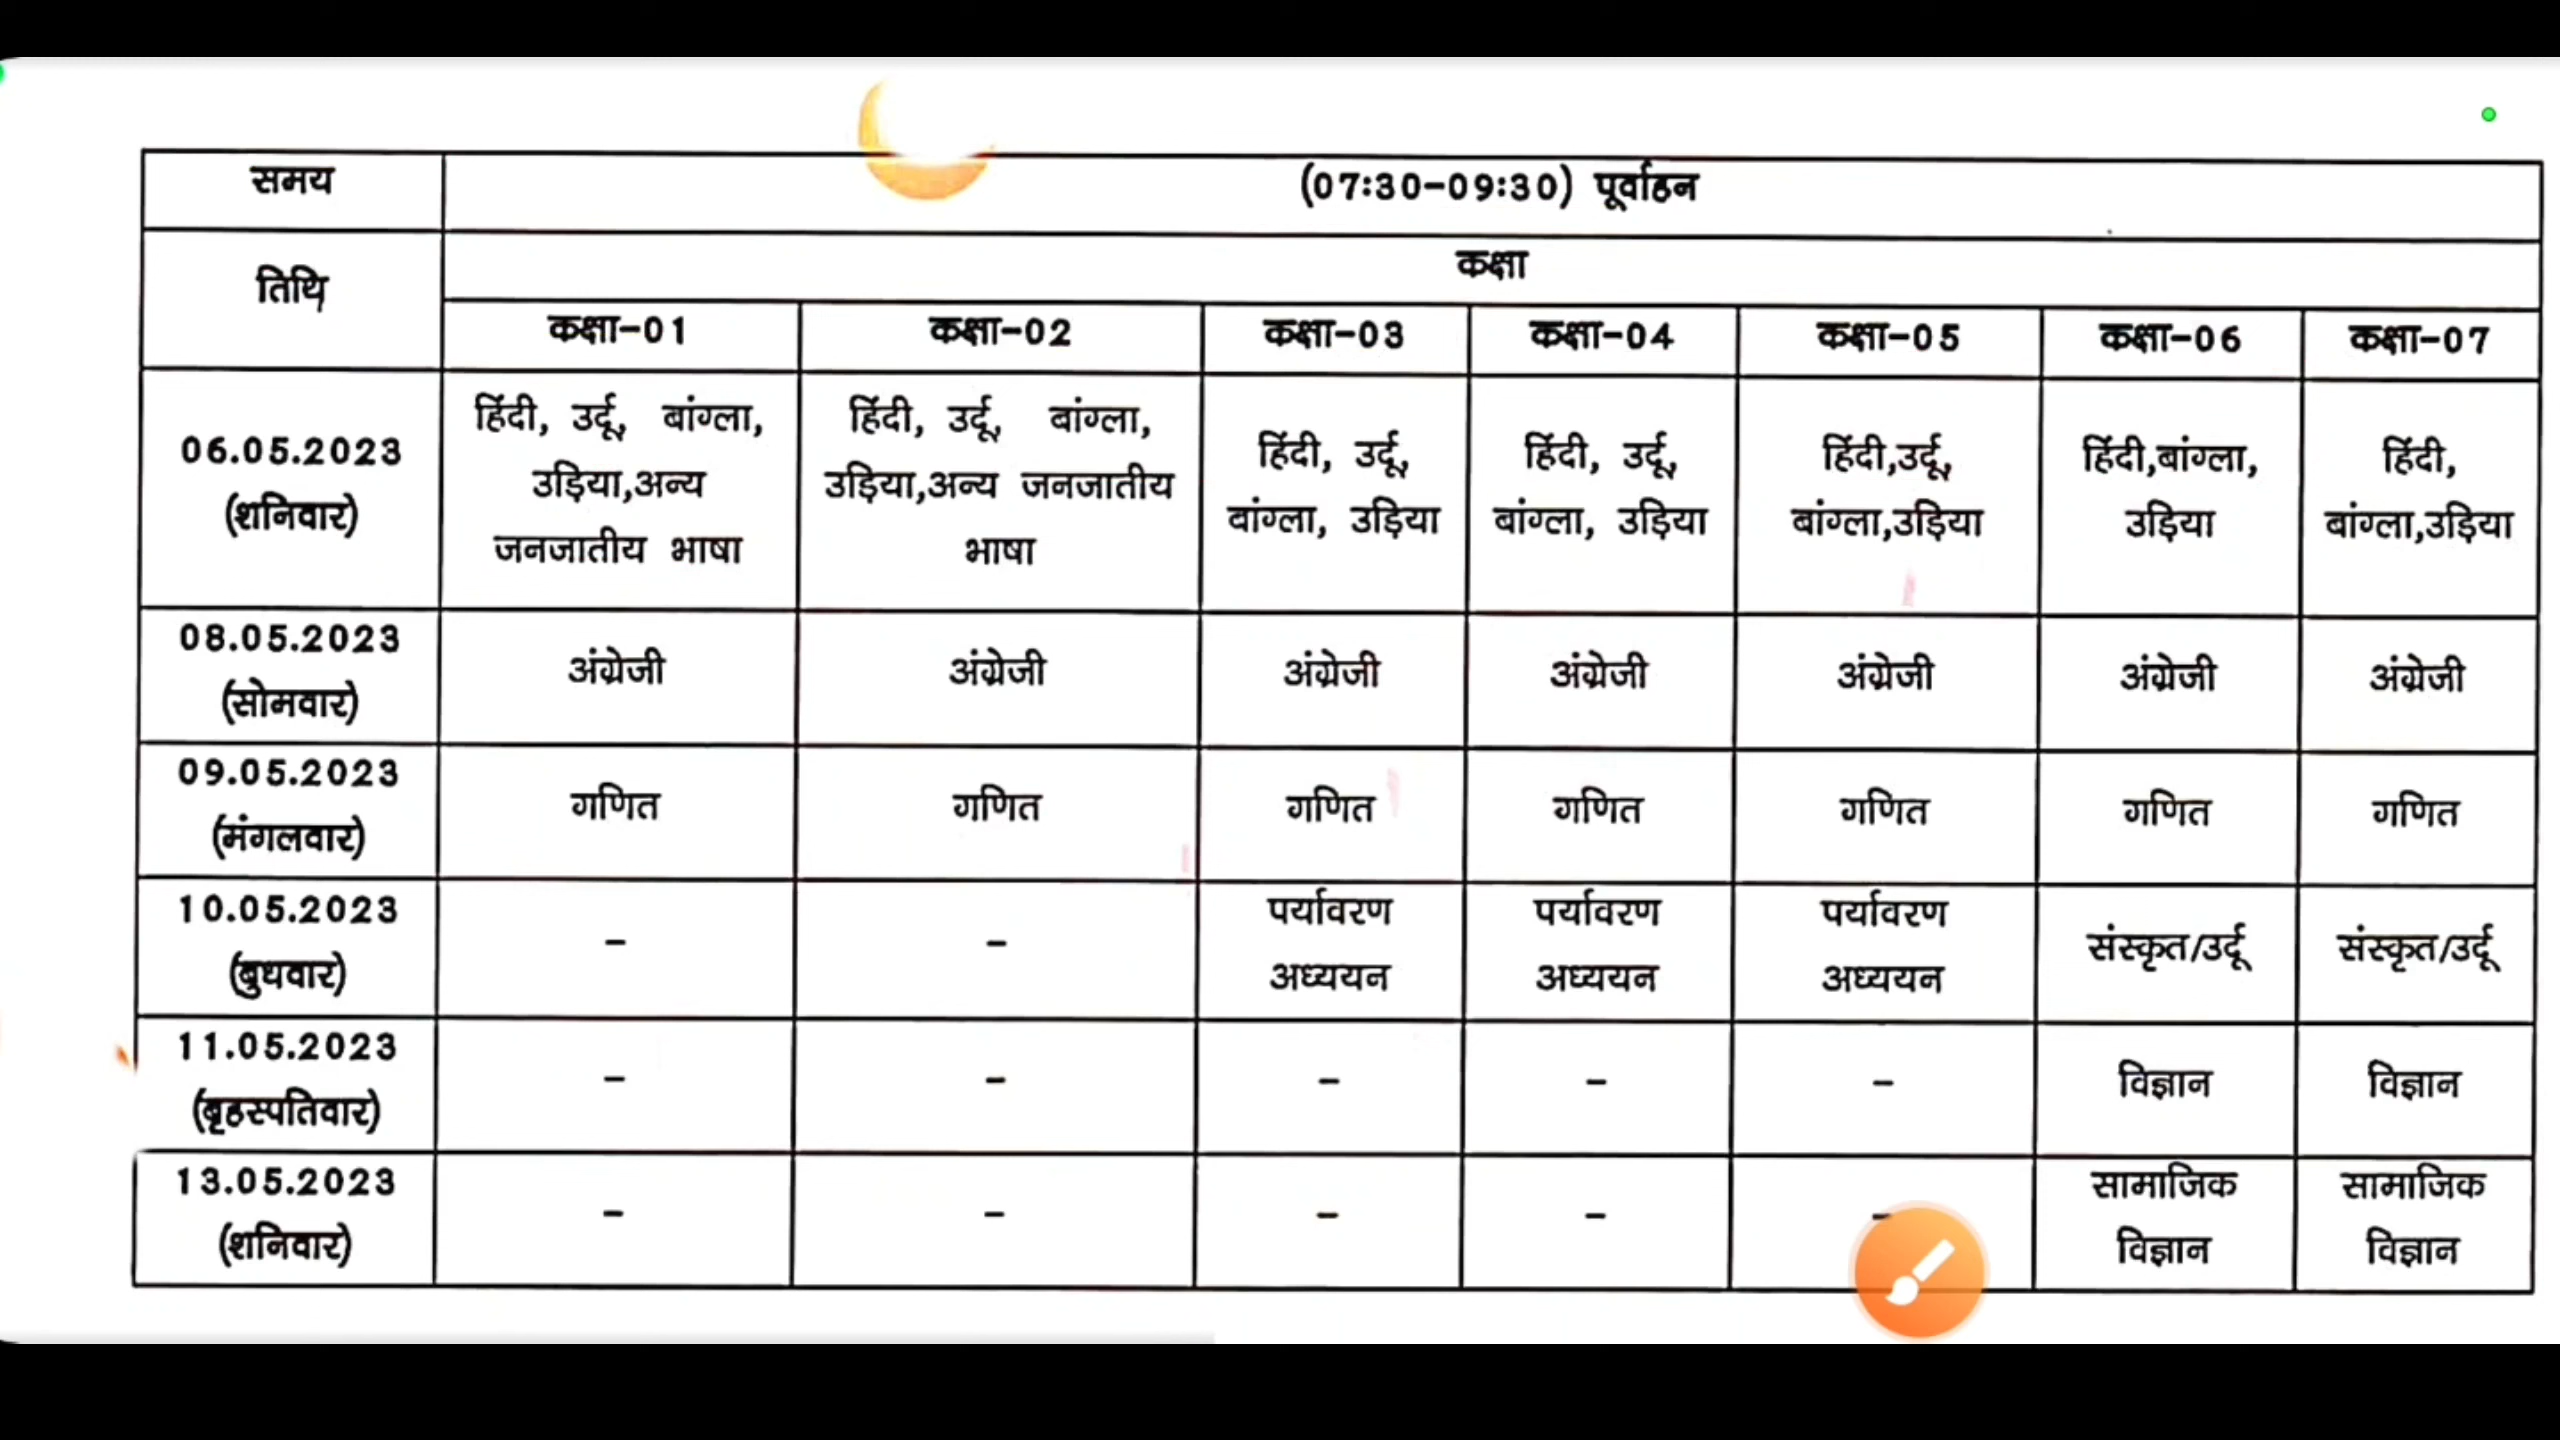 समय (07:30-09:30) पूर्वाहन
तिथि कक्षा
कक्षा-01 कक्षा-02 कक्षा-03 कक्षा-04 कक्षा-05 कक्षा-06 कक्षा-07
06.05.2023
(शनिवार)
हिंदी, उर्दू, बांग्ला,
उड़िया,अन्य
जनजातीय भाषा
हिंदी, उर्दू, बांग्ला,
उड़िया,अन्य जनजातीय
भाषा
हिंदी, उर्दू,
बांग्ला, उड़िया
हिंदी, उर्दू,
बांग्ला, उड़िया
हिंदी,उर्दू,
बांग्ला,उड़िया
हिंदी,बांग्ला,
उड़िया
हिंदी,
बांग्ला,उड़िया
08.05.2023
(सोमवार)
अंग्रेजी अंग्रेजी अंग्रेजी अंग्रेजी अंग्रेजी अंग्रेजी अंग्रेजी
09.05.2023
(मंगलवार)
गणित गणित गणित गणित गणित गणित गणित
10.05.2023
(बुधवार)
- -
पर्यावरण
अध्ययन
पर्यावरण
अध्ययन
पर्यावरण
अध्ययन
संस्कृत/उर्दू संस्कृत/उर्दू
11.05.2023
(बृहस्पतिवार)
- - - - - विज्ञान विज्ञान
13.05.2023
(शनिवार)
- - - - -
सामाजिक
विज्ञान
सामाजिक
विज्ञान